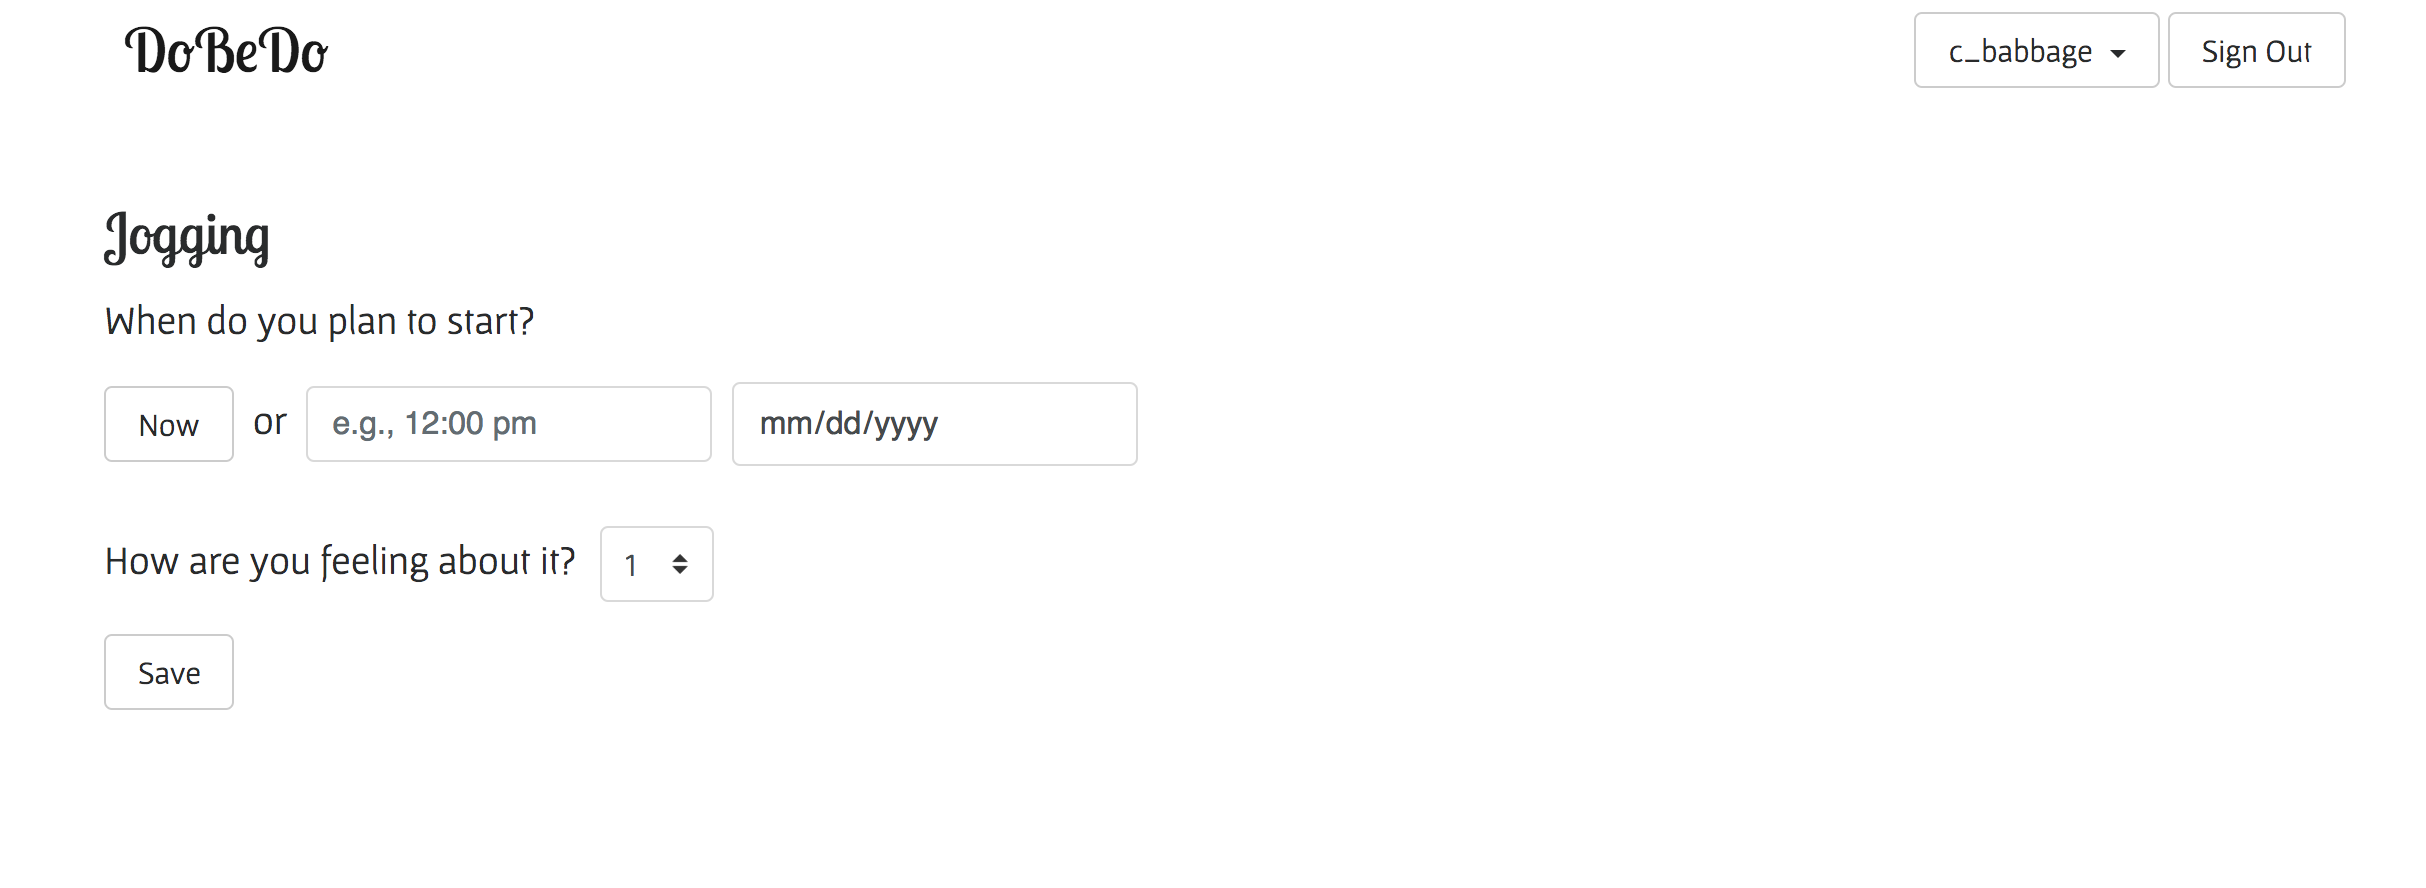 DoBeDo
c_babbage
Sign Out
Jogging
When do you plan to start?
Now or e.g., 12:00 pm mm/dd/yyyy
How are you feeling about it? 1
Save